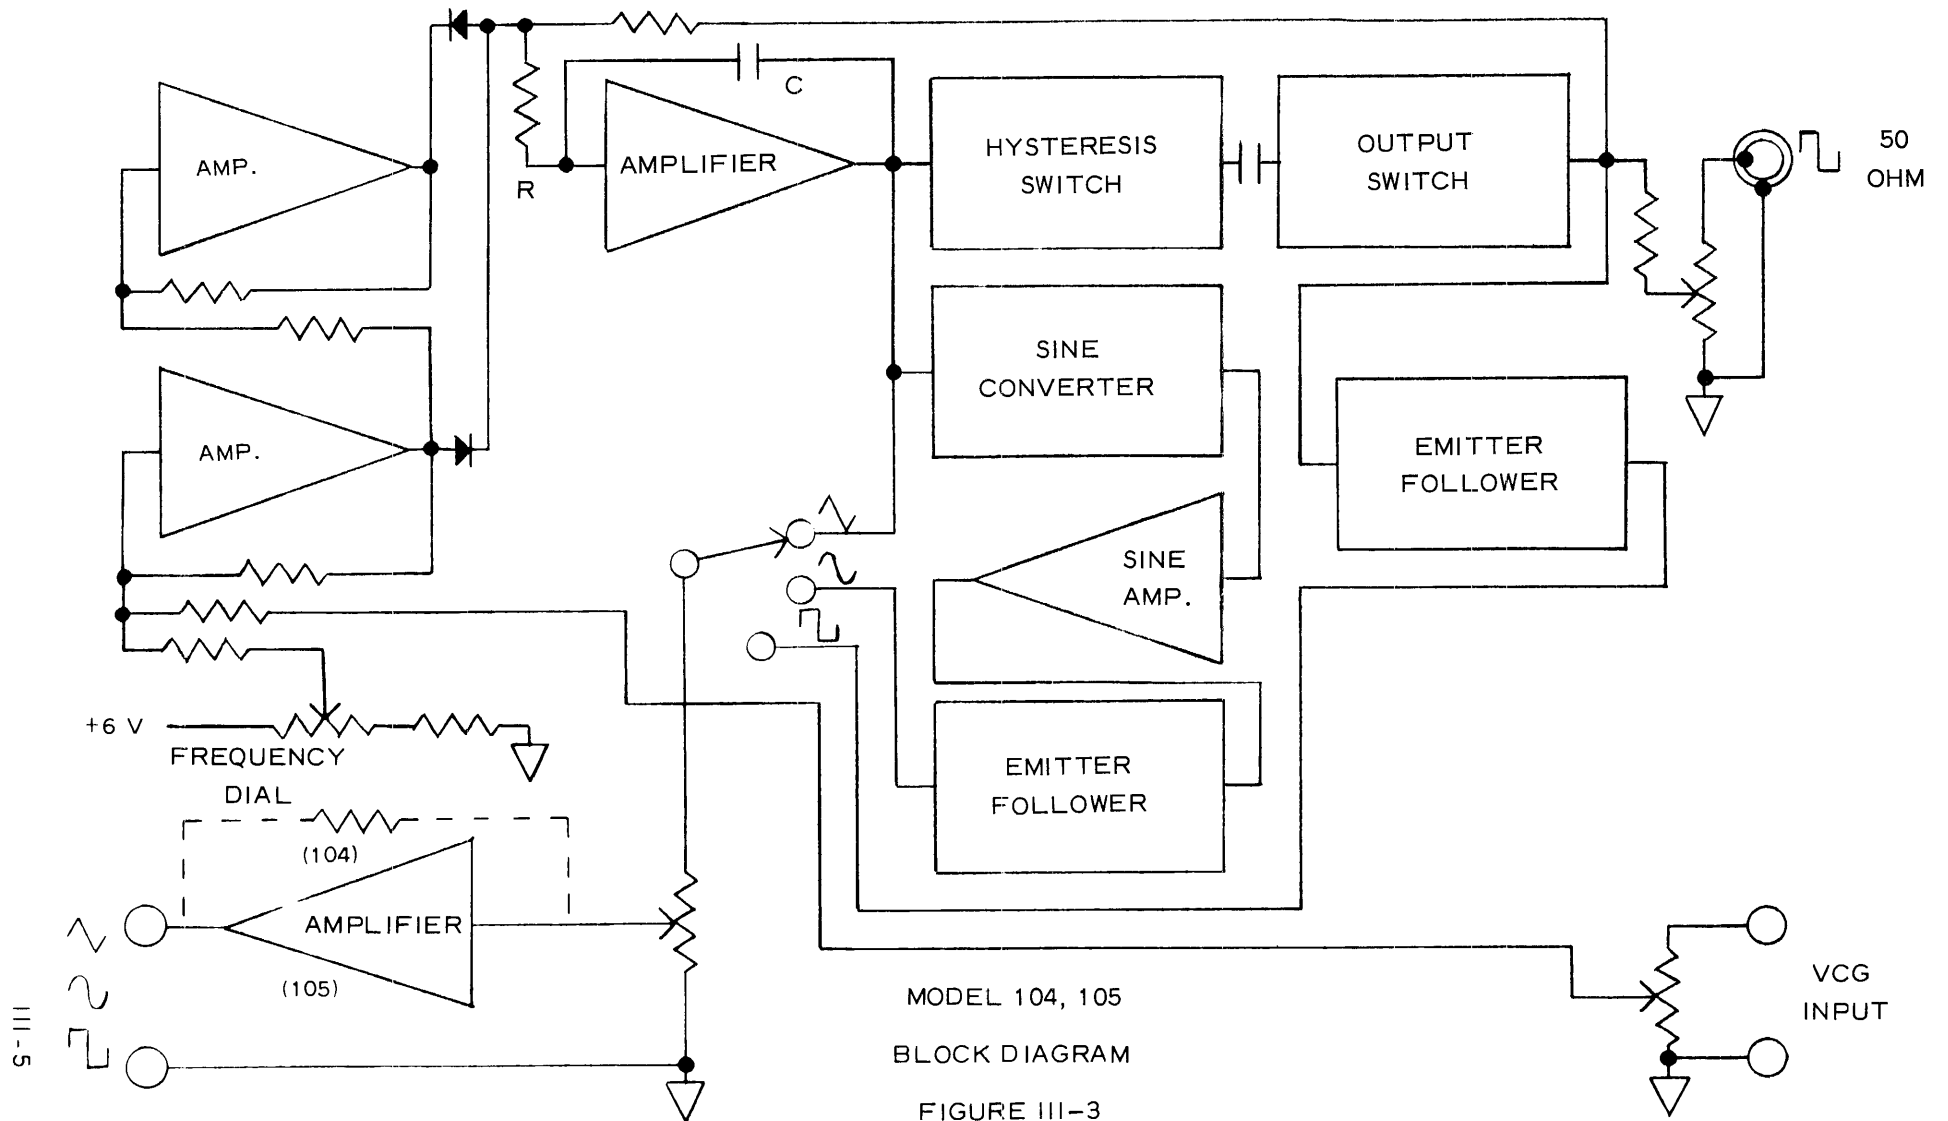 AMP.
C
R
AMPLIFIER
HYSTERESIS
SWITCH
OUTPUT
SWITCH
50
OHM
AMP.
SINE
CONVERTER
EMITTER
FOLLOWER
SINE
AMP.
+6 V
FREQUENCY
DIAL
EMITTER
FOLLOWER
(104)
AMPLIFIER
(105)
VCG
INPUT
MODEL 104, 105
BLOCK DIAGRAM
FIGURE III-3
III-5